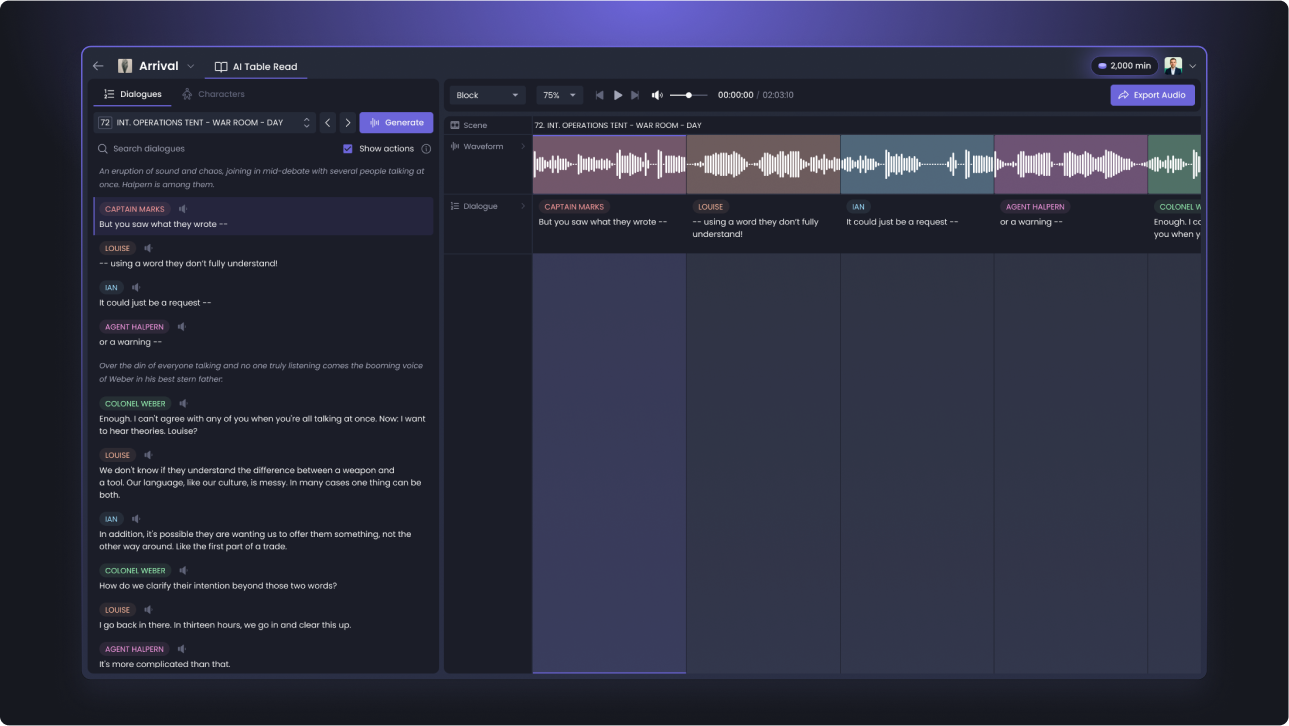 Arrival
AI Table Read
2,000 min
Dialogues
Characters
72 INT. OPERATIONS TENT - WAR ROOM - DAY
Generate
Search dialogues
Show actions
An eruption of sound and chaos, joining in mid-debate with several people talking at
once. Halpern is among them.
CAPTAIN MARKS
But you saw what they wrote --
LOUISE
-- using a word they don't fully understand!
IAN
It could just be a request --
AGENT HALPERN
or a warning --
Over the din of everyone talking and no one truly listening comes the booming voice
of Weber in his best stern father.
COLONEL WEBER
Enough. I can't agree with any of you when you're all talking at once. Now: I want
to hear theories. Louise?
LOUISE
We don't know if they understand the difference between a weapon and
a tool. Our language, like our culture, is messy. In many cases one thing can be
both.
IAN
In addition, it's possible they are wanting us to offer them something, not the
other way around. Like the first part of a trade.
COLONEL WEBER
How do we clarify their intention beyond those two words?
LOUISE
I go back in there. In thirteen hours, we go in and clear this up.
AGENT HALPERN
It's more complicated than that.
Block
75%
00:00:00 / 02:03:10
Export Audio
Scene
72. INT. OPERATIONS TENT - WAR ROOM - DAY
Waveform
Dialogue
CAPTAIN MARKS
But you saw what they wrote --
LOUISE
-- using a word they don't fully
understand!
IAN
It could just be a request --
AGENT HALPERN
or a warning --
COLONEL W
Enough. I cc
you when y